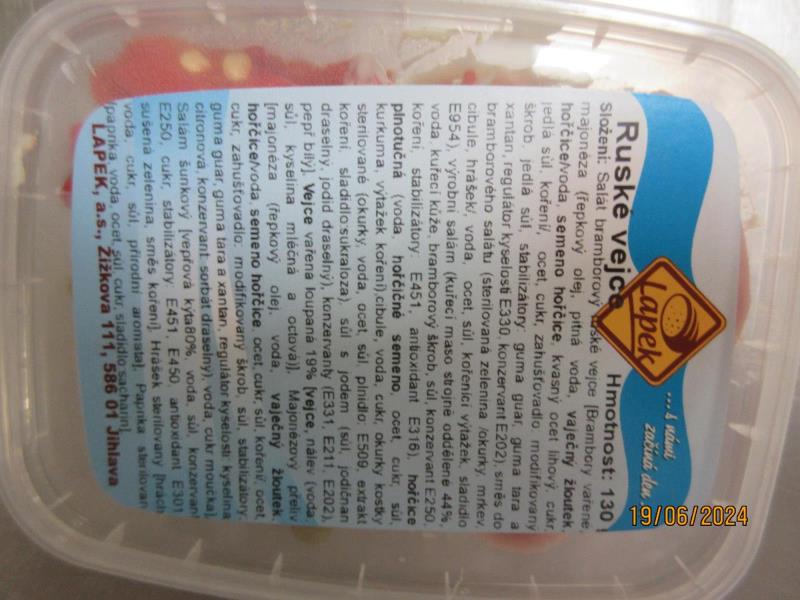 Ruské vejce Hmotnost: 130
Lapek
...s námi
začíná den...
Složení: Salát bramborový ruské vejce [Brambory vařené,
majonéza (řepkový olej, pitná voda, vaječný žloutek,
hořčice/voda, semeno hořčice, kvasný ocet lihový, cukr,
jedlá sůl, koření/, ocet, cukr, zahušťovadlo: modifikovaný
škrob, jedlá sůl, stabilizátory: guma guar, guma tara a
xantan, regulátor kyselosti E330, konzervant E202), směs do
bramborového salátu (sterilovaná zelenina /okurky, mrkev,
cibule, hrášek/, voda, ocet, sůl, kořenící výtažek, sladidlo
E954), výrobní salám (kuřecí maso strojně oddělené 44%,
voda, kuřecí kůže, bramborový škrob, sůl, konzervant E250,
koření, stabilizátory: E451, antioxidant E316), hořčice
plnotučná (voda, hořčičné semeno, ocet, cukr, sůl,
kurkuma, výtažek koření),cibule, voda, cukr, okurky kostky
sterilované (okurky, voda, ocet, sůl, plnidlo: E509, extrakt
koření, sladidlo:sukraloza), sůl s jodem (sůl, jodičnan
draselný, jodid draselný), konzervanty (E331, E211, E202),
pepř bílý], Vejce vařená loupaná 19% [vejce, nálev (voda,
sůl, kyselina mléčná a octová)], Majonézový přeliv
[majonéza (řepkový olej, voda, vaječný žloutek,
hořčice/voda, semeno hořčice, ocet, cukr, sůl, koření/, ocet,
cukr, zahušťovadlo: modifikovaný škrob, sůl, stabilizátory:
guma guar, guma tara a xantan, regulátor kyselosti: kyselina
citronová, konzervant: sorbát draselný), voda, cukr moučka],
Salám šunkový [vepřová kýta80%, voda, sůl, konzervant
E250, cukr, stabilizátory: E451, E450, antioxidant E301,
sušená zelenina, směs koření], Hrášek sterilovaný [hrách,
voda, cukr, sůl, přírodní aromata], Paprika sterilovaná
[paprika, voda, ocet, sůl, cukr, sladidlo:sacharin].
LAPEK, a.s., Žižkova 111, 586 01 Jihlava
19/06/2024